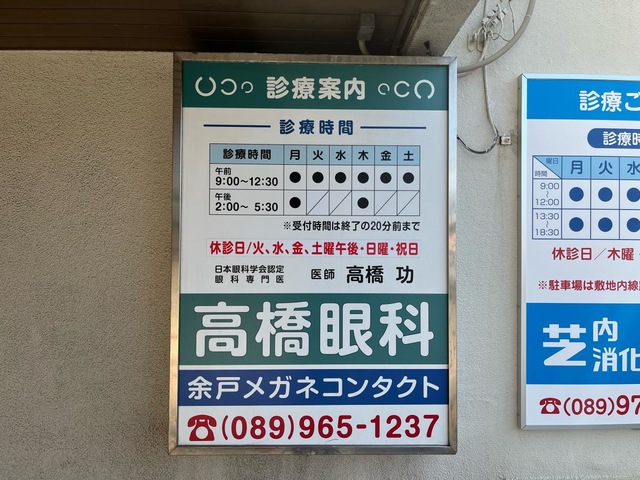 診療案内
診療時間
診療時間 月 火 水 木 金 土
午前 9:00～12:30 ● ● ● ● ● ●
午後 2:00～ 5:30 ● ／ ／ ● ／ ／
※受付時間は終了の20分前まで
休診日/火、水、金、土曜午後・日曜・祝日
日本眼科学会認定
眼科専門医
医師 高橋 功
高橋眼科
余戸メガネコンタクト
☎(089)965-1237
診療ご
診療時
曜日
時間
月 火 水
9:00～12:00 ● ● ●
13:30～18:30 ● ● ●
休診日／木曜
※駐車場は敷地内線
芝 内
消化
☎(089)97